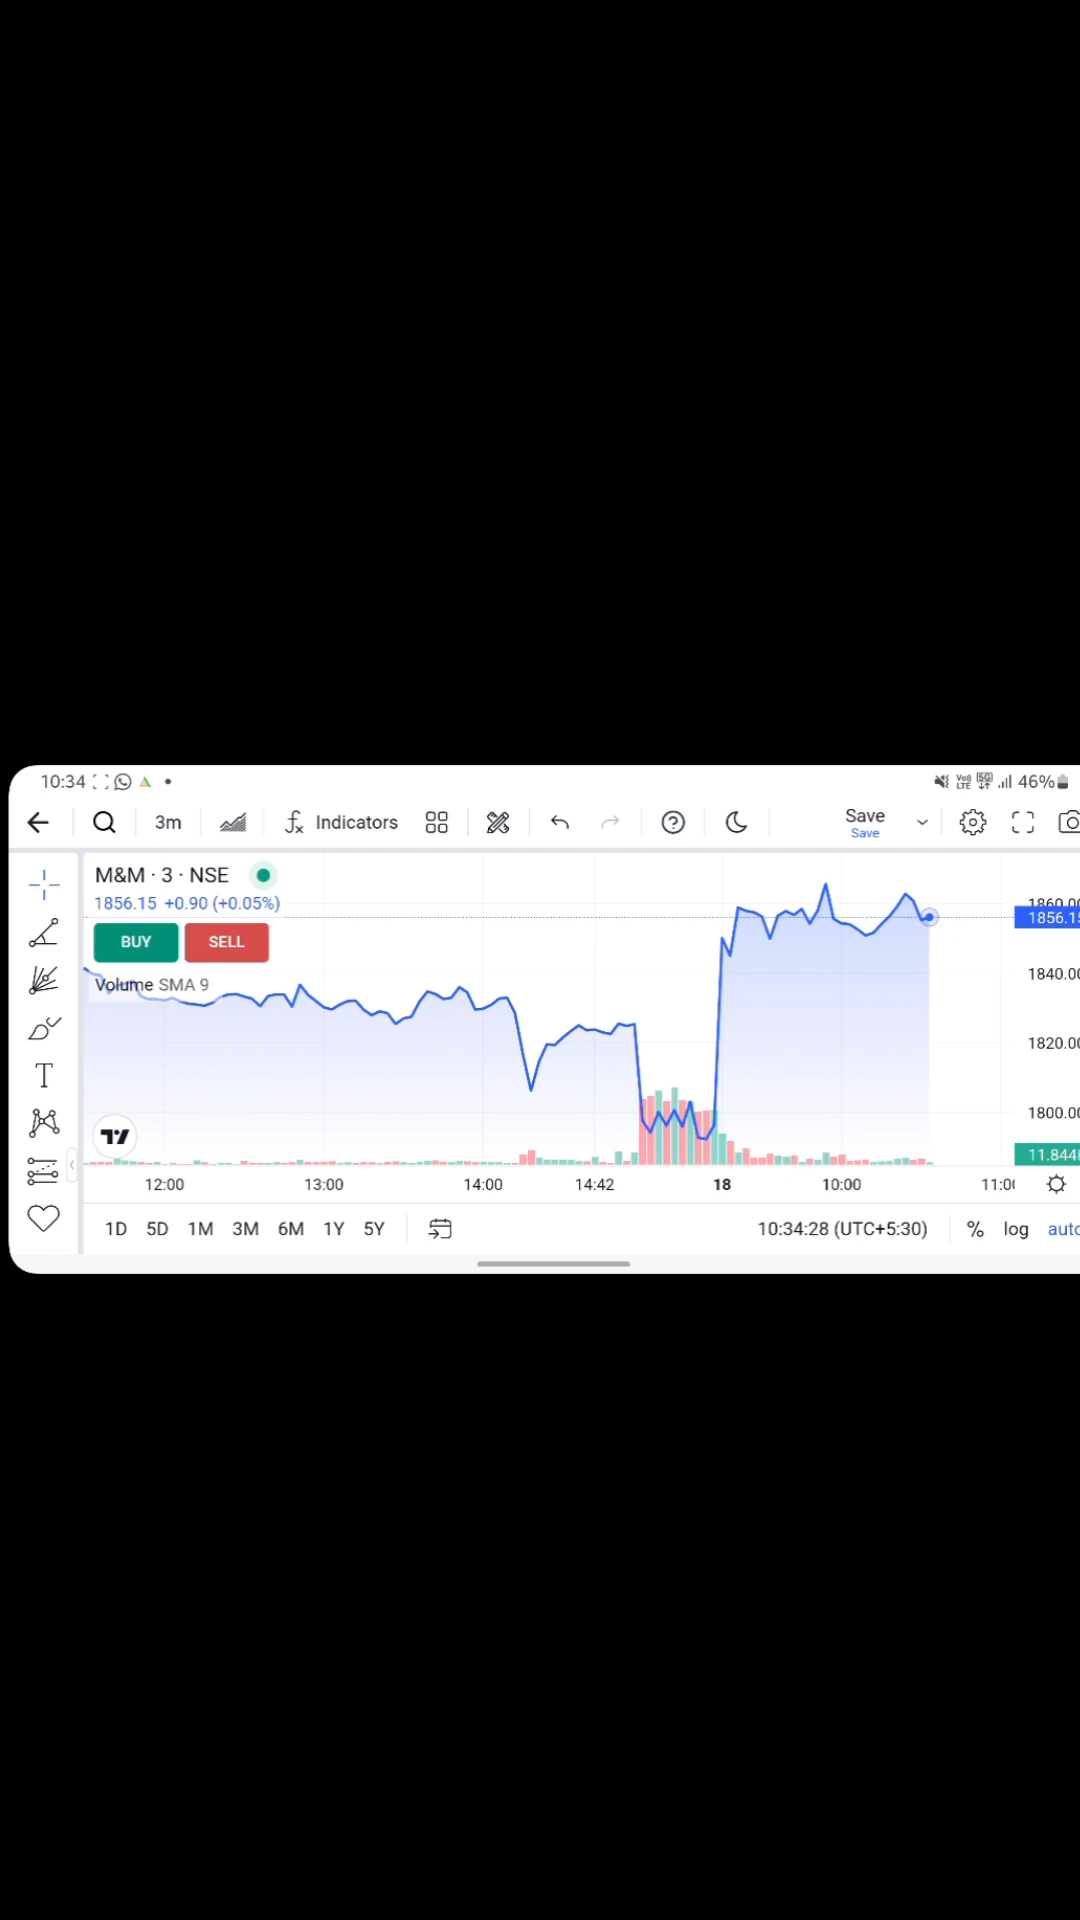 10:34 46%
3m Indicators Save
Save
M&M · 3 · NSE
1856.15 +0.90 (+0.05%)
BUY SELL
Volume SMA 9
1860.00
1856.15
1840.00
1820.00
1800.00
11.844
12:00 13:00 14:00 14:42 18 10:00 11:00
1D 5D 1M 3M 6M 1Y 5Y 10:34:28 (UTC+5:30) % log auto